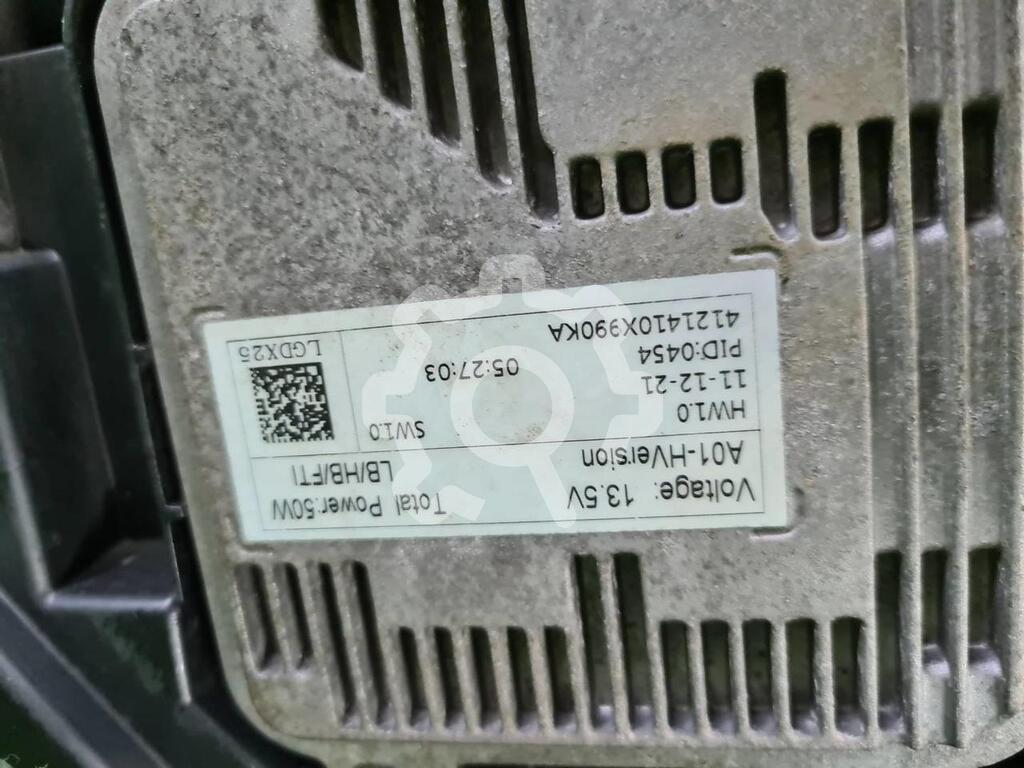 Voltage: 13.5V Total Power:50W
A01-HVersion LB/HB/FTI
HW1.0 SW1.0
11-12-21
PID:0454 05:27:03
4121410X990KA
LGDX25